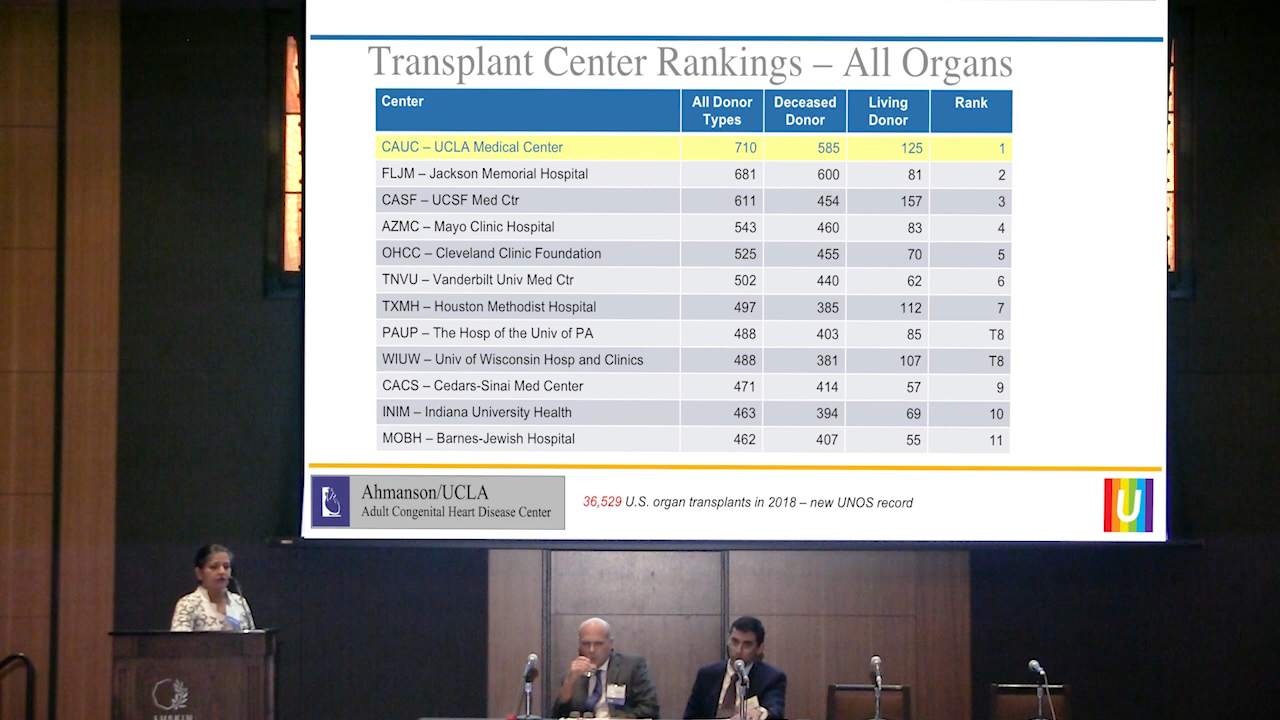 Transplant Center Rankings – All Organs
Center All Donor Types Deceased Donor Living Donor Rank
CAUC – UCLA Medical Center 710 585 125 1
FLJM – Jackson Memorial Hospital 681 600 81 2
CASF – UCSF Med Ctr 611 454 157 3
AZMC – Mayo Clinic Hospital 543 460 83 4
OHCC – Cleveland Clinic Foundation 525 455 70 5
TNVU – Vanderbilt Univ Med Ctr 502 440 62 6
TXMH – Houston Methodist Hospital 497 385 112 7
PAUP – The Hosp of the Univ of PA 488 403 85 T8
WIUW – Univ of Wisconsin Hosp and Clinics 488 381 107 T8
CACS – Cedars-Sinai Med Center 471 414 57 9
INIM – Indiana University Health 463 394 69 10
MOBH – Barnes-Jewish Hospital 462 407 55 11
Ahmanson/UCLA
Adult Congenital Heart Disease Center
36,529 U.S. organ transplants in 2018 – new UNOS record
U
LUSKIN